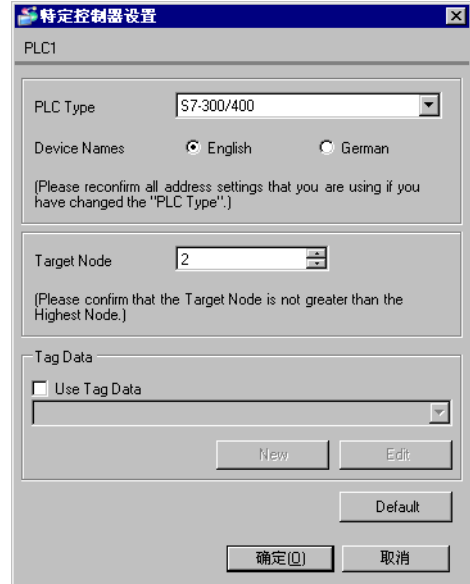 特定控制器设置
PLC1
PLC Type S7-300/400
Device Names English German
(Please reconfirm all address settings that you are using if you
have changed the "PLC Type".)
Target Node 2
(Please confirm that the Target Node is not greater than the
Highest Node.)
Tag Data
Use Tag Data
New Edit
Default
确定(O) 取消